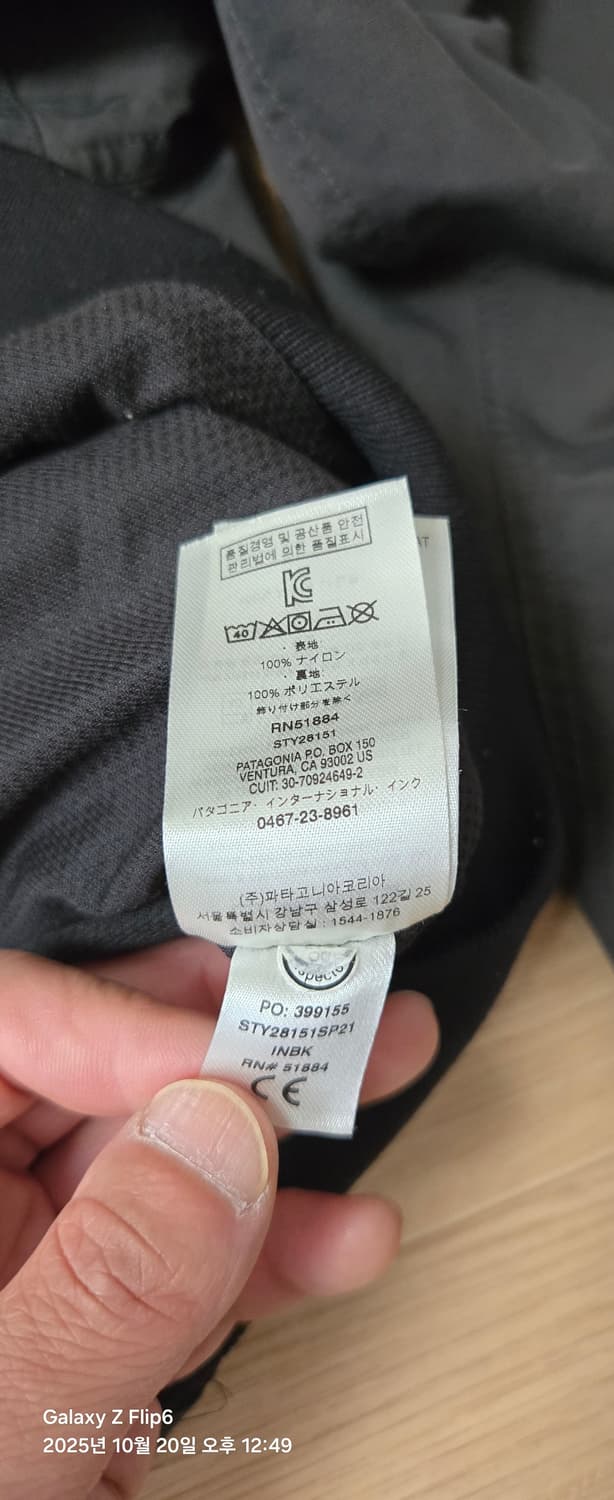 품질경영 및 공산품 안전
관리법에 의한 품질표시
40
・ 表地:
100% ナイロン
・ 裏地:
100% ポリエステル
飾り付け部分を除く
RN51884
STY28151
PATAGONIA P.O. BOX 150
VENTURA, CA 93002 US
CUIT: 30-70924649-2
パタゴニア・インターナショナル・インク
0467-23-8961
(주)파타고니아코리아
서울특별시 강남구 삼성로 122길 25
소비자상담실 : 1544-1876
PO: 399155
STY28151SP21
INBK
RN# 51884
CE
Galaxy Z Flip6
2025년 10월 20일 오후 12:49